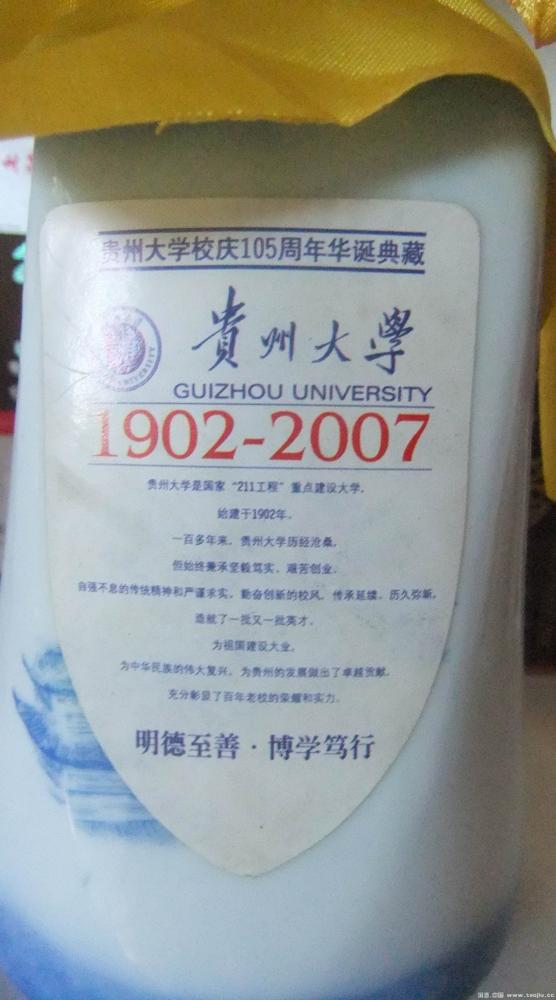 贵州大学校庆105周年华诞典藏
貴州大學
GUIZHOU UNIVERSITY
1902-2007
贵州大学是国家“211工程”重点建设大学,
始建于1902年。
一百多年来，贵州大学历经沧桑,
但始终秉承坚毅笃实、艰苦创业、
自强不息的传统精神和严谨求实、勤奋创新的校风，传承延续，历久弥新,
造就了一批又一批英才,
为祖国建设大业,
为中华民族的伟大复兴，为贵州的发展做出了卓越贡献,
充分彰显了百年老校的荣耀和实力。
明德至善·博学笃行
www.taojiu.cc